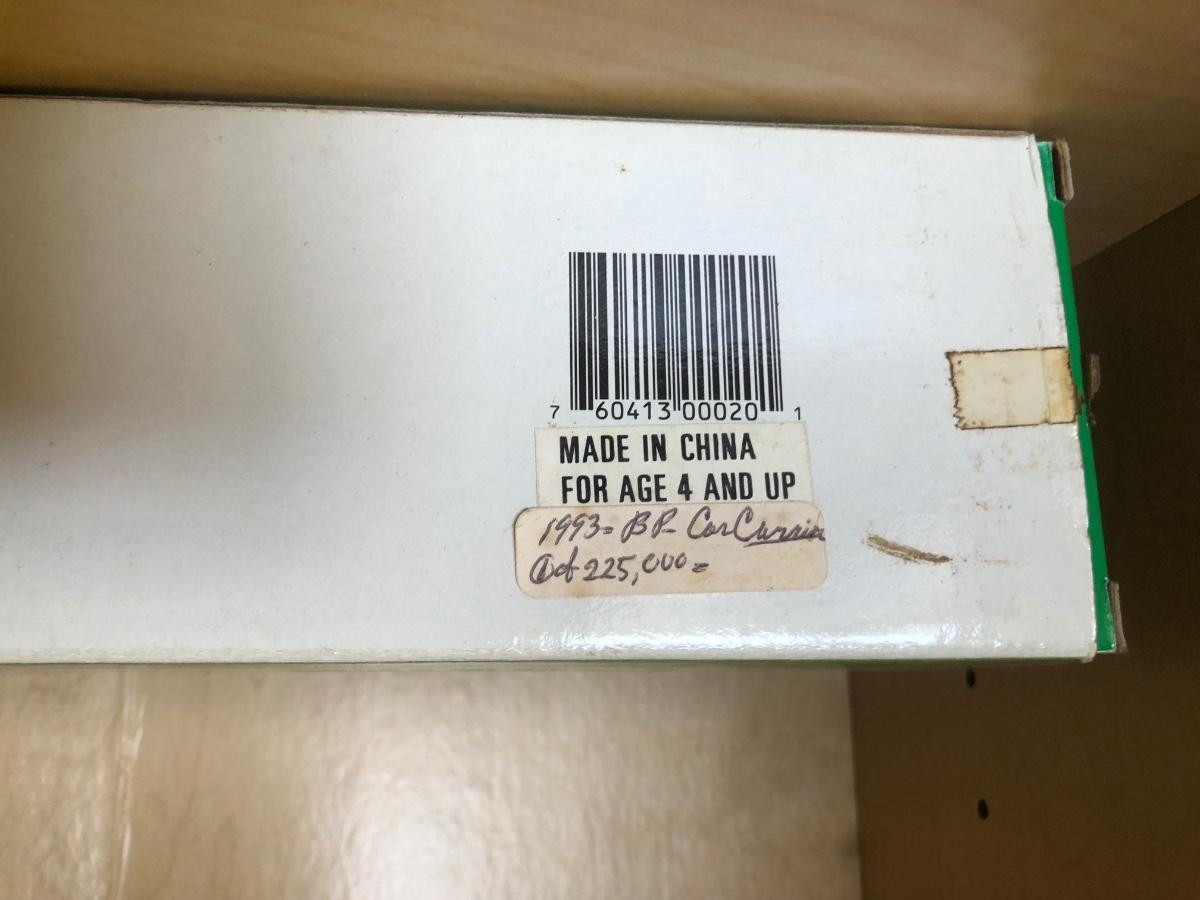 7 60413 00020 1
MADE IN CHINA
FOR AGE 4 AND UP
1993= BP- Car Carrier
① of 225,000=